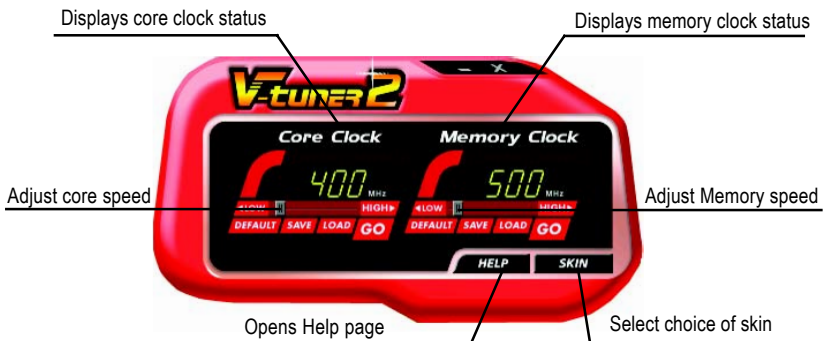 Displays core clock status
Displays memory clock status
V-tuner 2
Core Clock
Memory Clock
400 MHz
500 MHz
Adjust core speed
Adjust Memory speed
LOW HIGH
LOW HIGH
DEFAULT SAVE LOAD GO
DEFAULT SAVE LOAD GO
HELP SKIN
Opens Help page
Select choice of skin